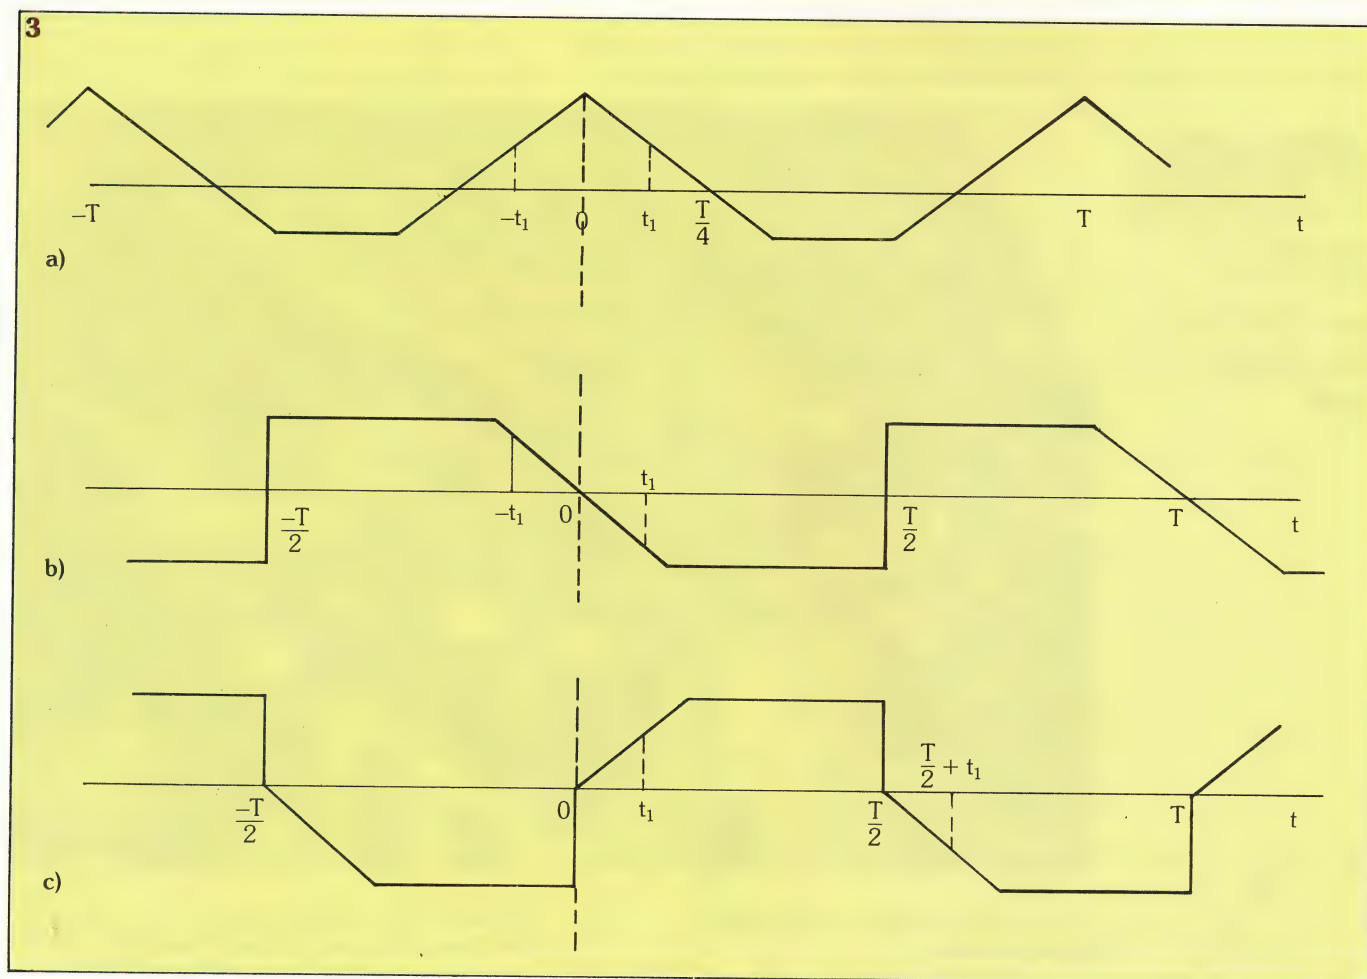 3
–T –t₁ 0 t₁ T/4 T t
a)
t₁
–T/2 –t₁ 0 T/2 T t
b)
T/2 + t₁
–T/2 0 t₁ T/2 T t
c)